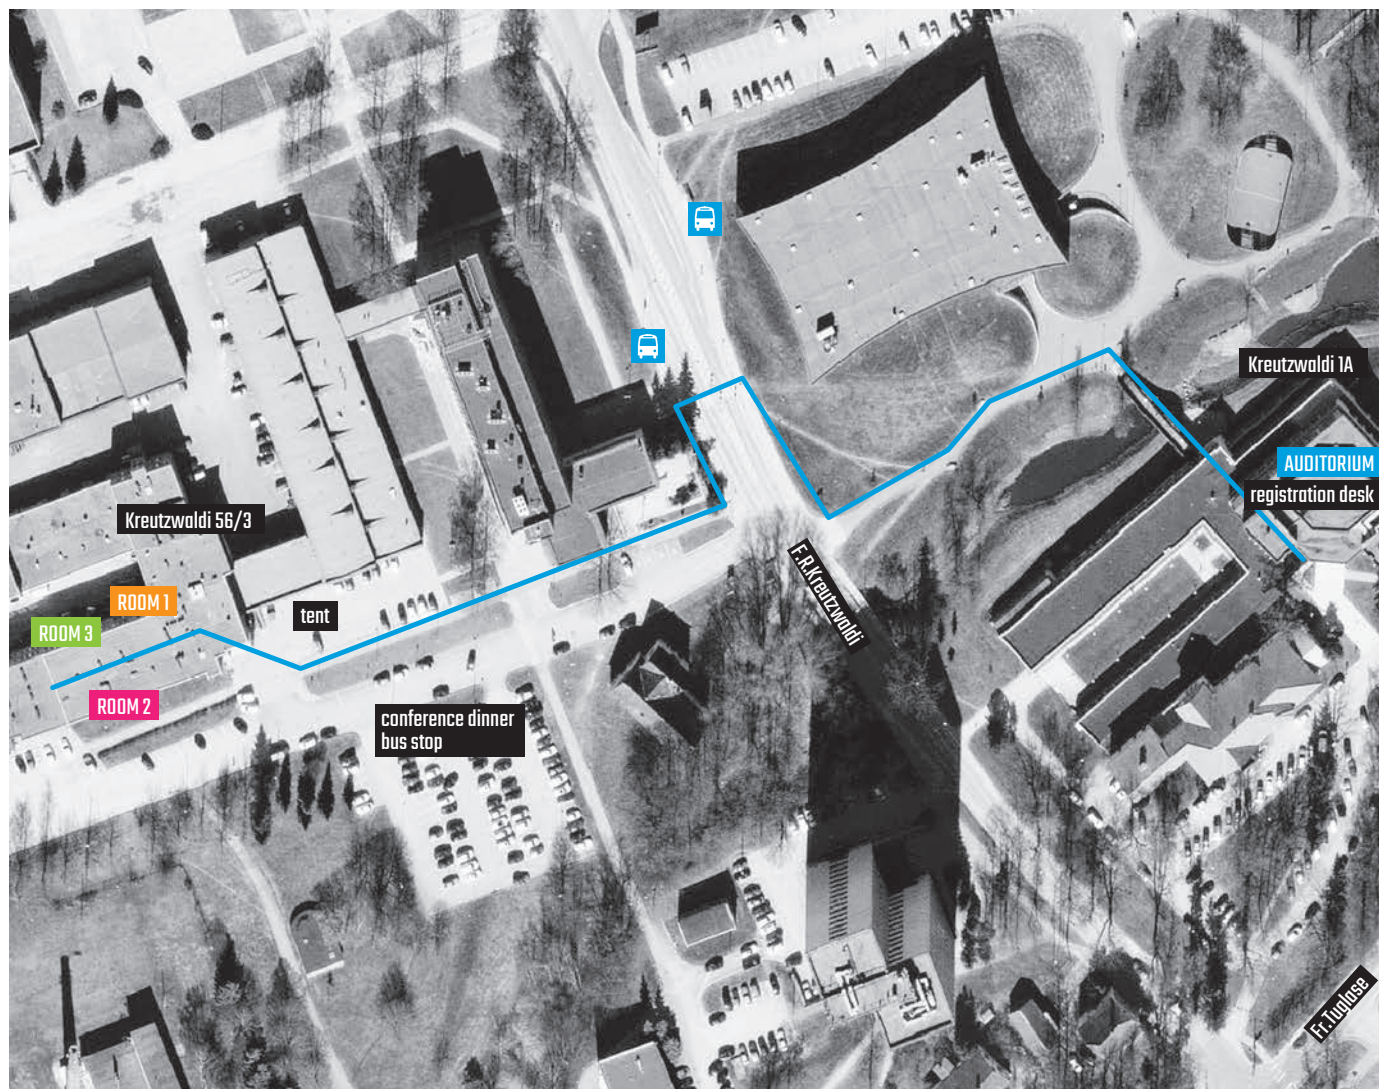 Kreutzwaldi 1A
AUDITORIUM
registration desk
Kreutzwaldi 56/3
F.R.Kreutzwaldi
ROOM 1
tent
ROOM 3
ROOM 2
conference dinner
bus stop
Fr.Tuglase